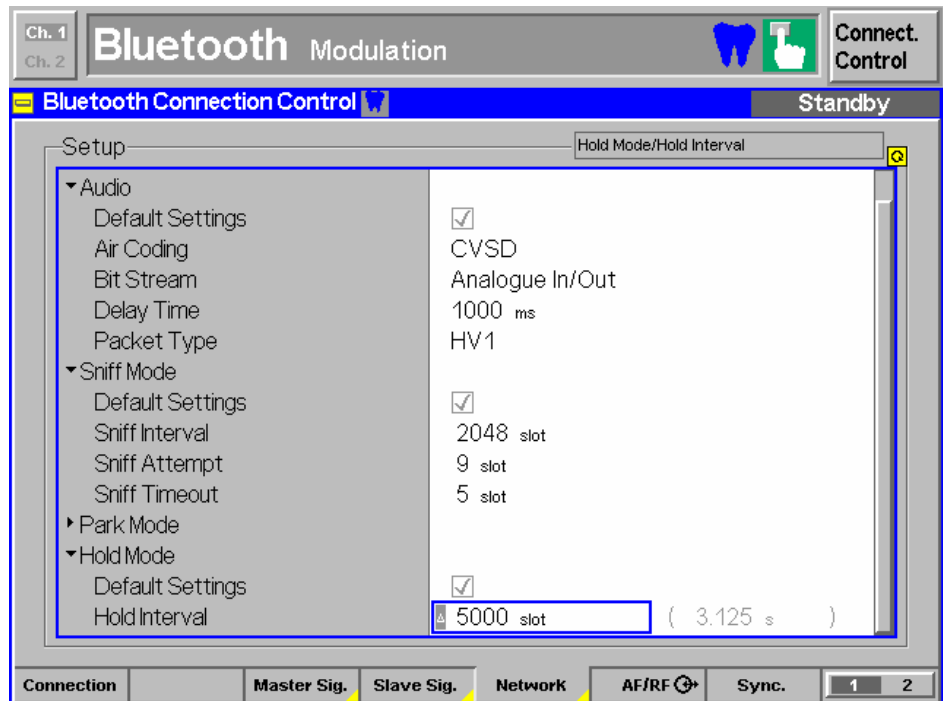 Ch. 1
Ch. 2
Bluetooth Modulation
Connect.
Control
Bluetooth Connection Control
Standby
Setup
Hold Mode/Hold Interval
Audio
Default Settings
Air Coding CVSD
Bit Stream Analogue In/Out
Delay Time 1000 ms
Packet Type HV1
Sniff Mode
Default Settings
Sniff Interval 2048 slot
Sniff Attempt 9 slot
Sniff Timeout 5 slot
Park Mode
Hold Mode
Default Settings
Hold Interval 5000 slot ( 3.125 s )
Connection Master Sig. Slave Sig. Network AF/RF Sync. 1 2